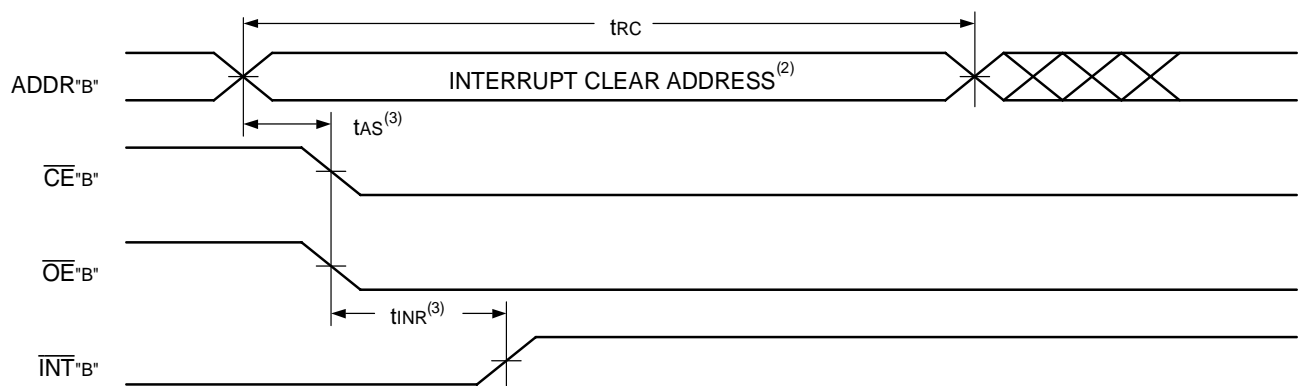 tRC
ADDR"B"
INTERRUPT CLEAR ADDRESS(2)
tAS(3)
CE"B"
OE"B"
tINR(3)
INT"B"